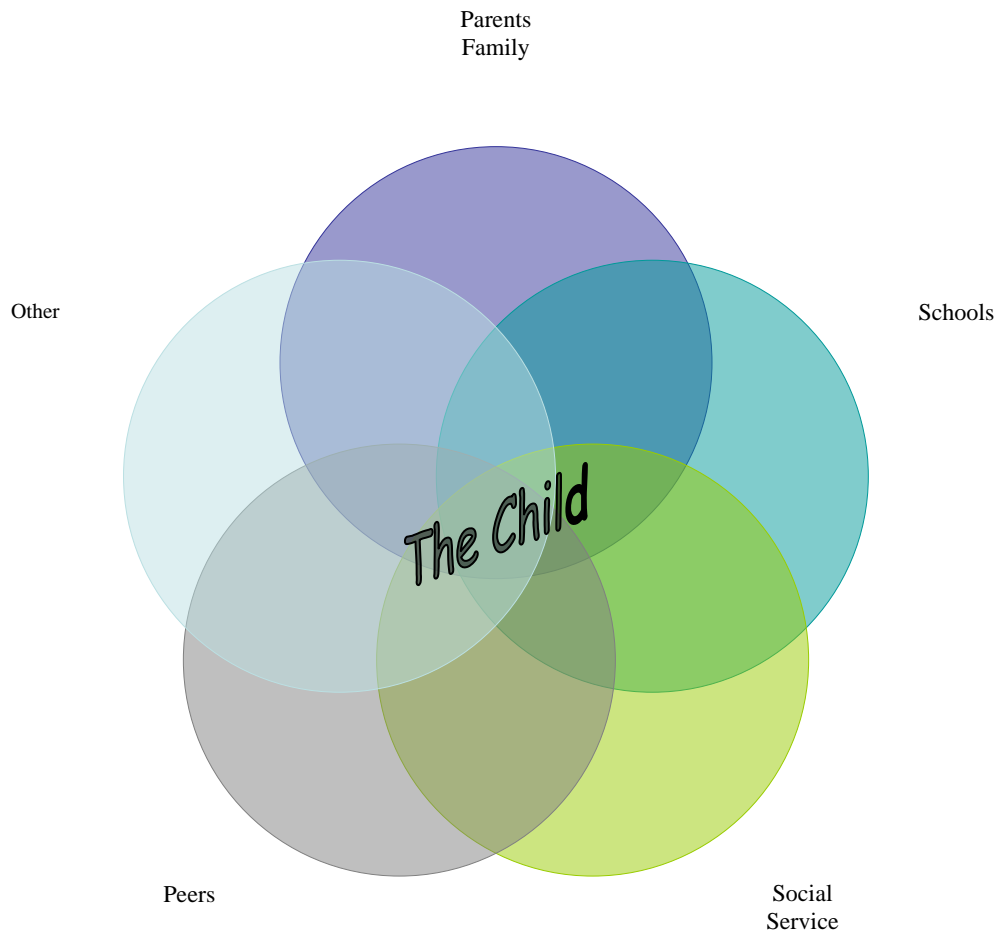 Parents
Family
Other
Schools
The Child
Peers
Social
Service